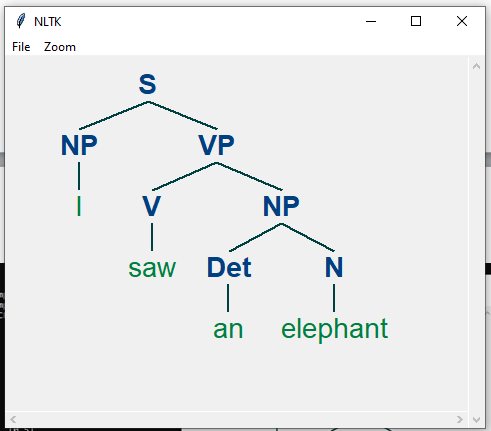 NLTK
File Zoom
S
NP VP
I V NP
saw Det N
an elephant